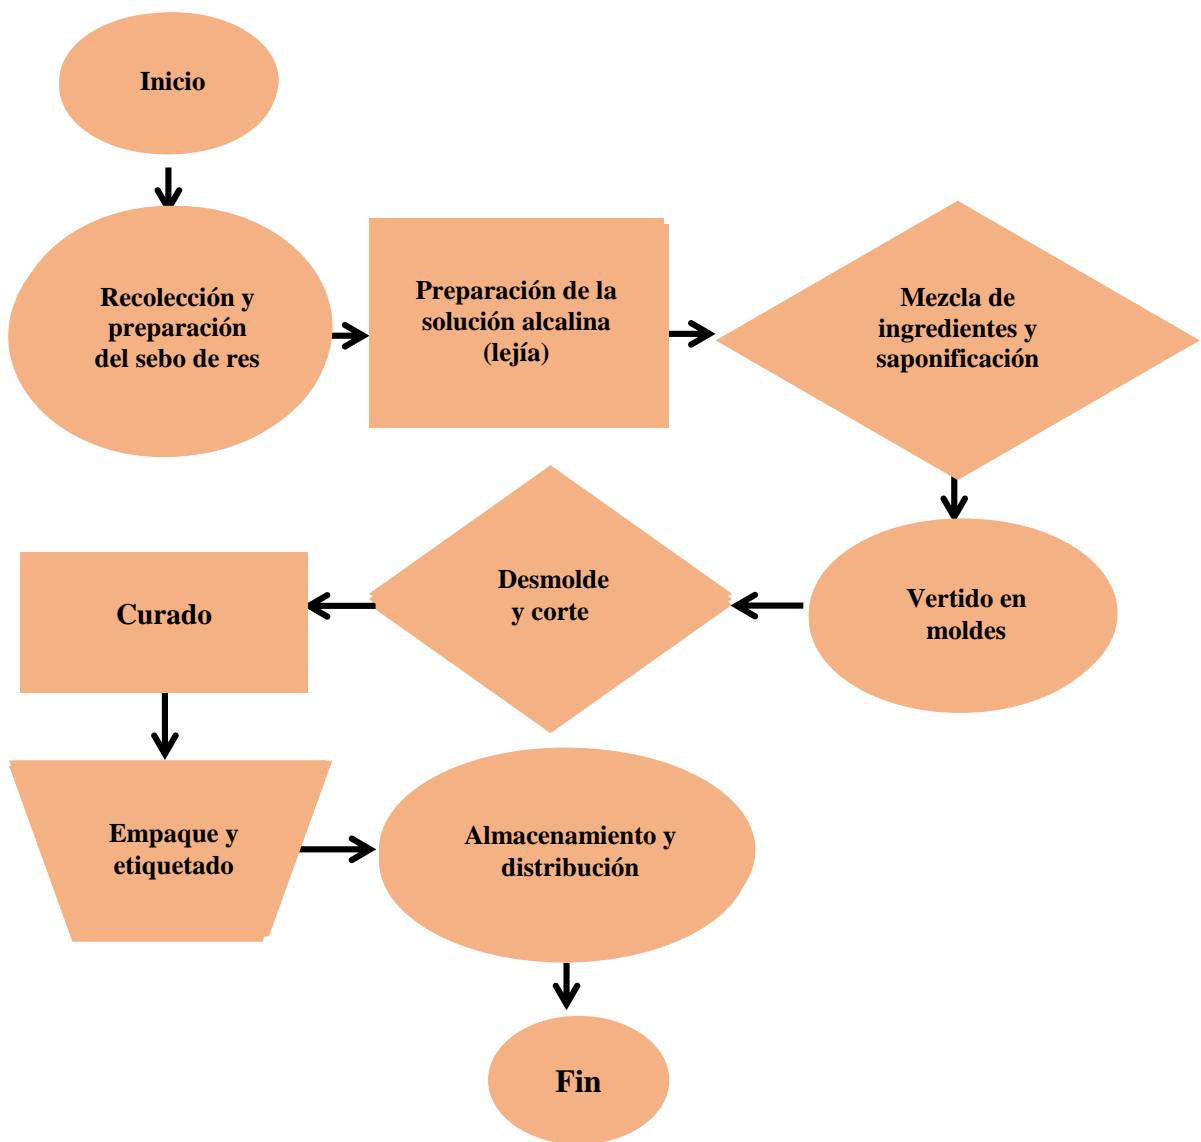 Inicio
Recolección y
preparación
del sebo de res
Preparación de la
solución alcalina
(lejía)
Mezcla de
ingredientes y
saponificación
Vertido en
moldes
Desmolde
y corte
Curado
Empaque y
etiquetado
Almacenamiento y
distribución
Fin